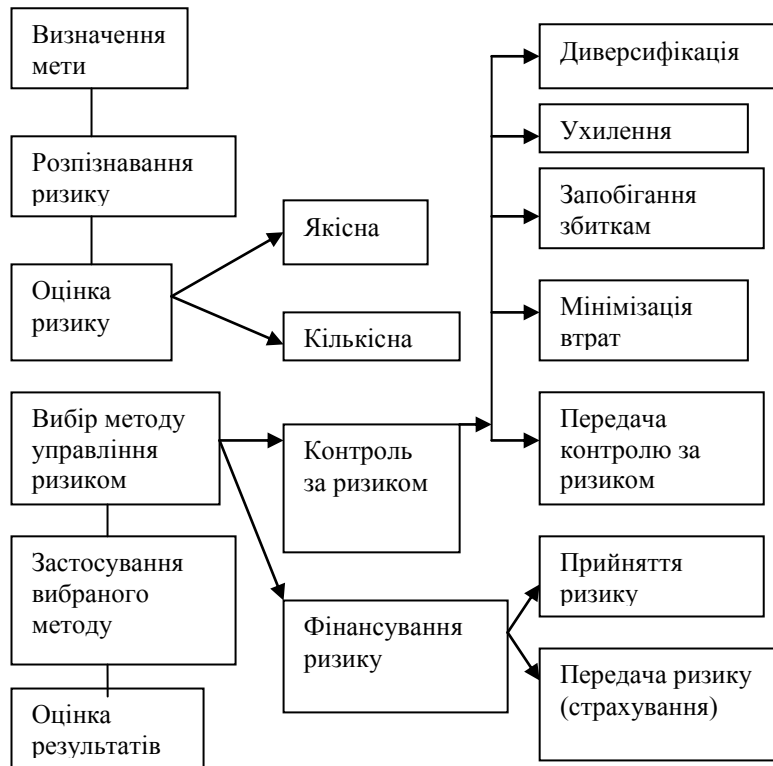 Визначення
мети
Розпізнавання
ризику
Оцінка
ризику
Якісна
Кількісна
Вибір методу
управління
ризиком
Застосування
вибраного
методу
Оцінка
результатів
Контроль
за ризиком
Фінансування
ризику
Диверсифікація
Ухилення
Запобігання
збиткам
Мінімізація
втрат
Передача
контролю за
ризиком
Прийняття
ризику
Передача ризику
(страхування)